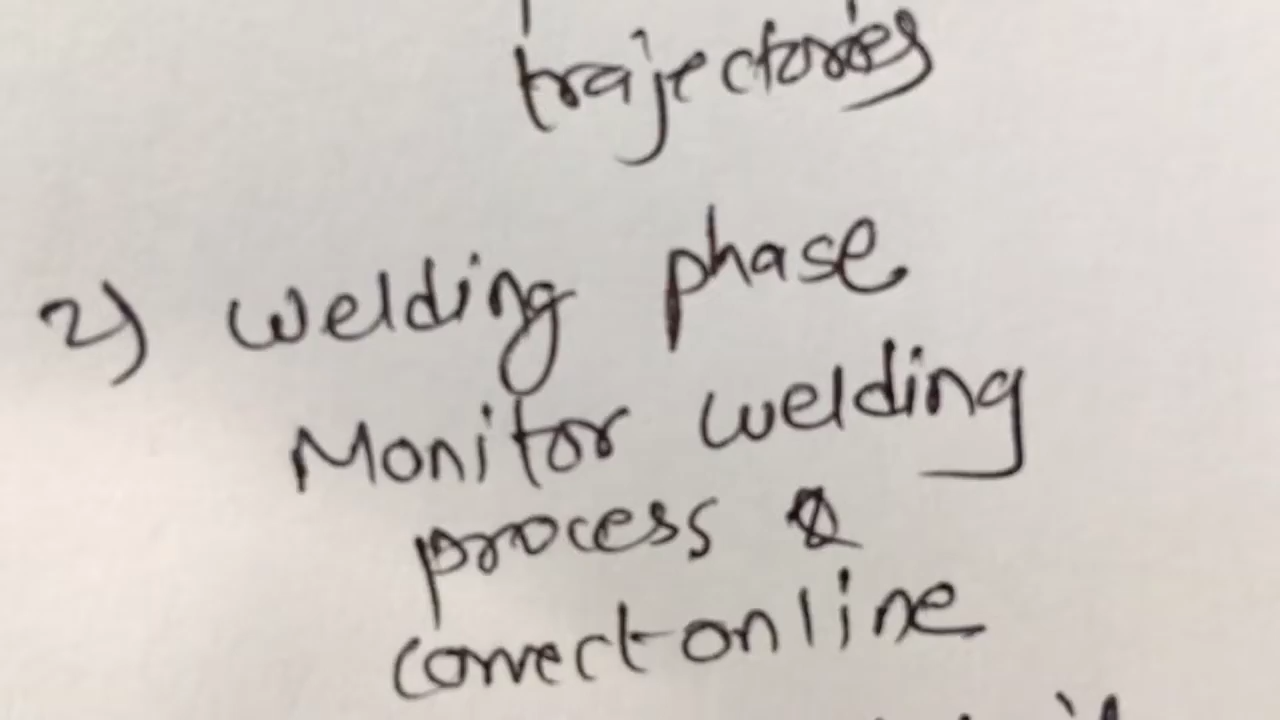 trajectories
2) Welding phase
Monitor welding
process &
correct online